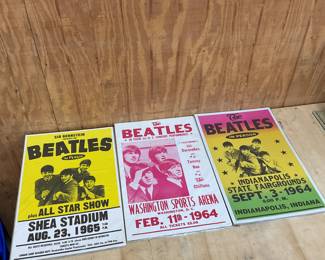 SID BERNSTEIN
THE
BEATLES
IN PERSON
plus ALL STAR SHOW
SHEA STADIUM
AUG. 23, 1965
The
BEATLES
The
Caravelles
Tommy
Roe
The
Chiffons
WASHINGTON SPORTS ARENA
WASHINGTON, D.C.
FEB. 11th - 1964
ALL TICKETS
The
BEATLES
IN PERSON
INDIANAPOLIS
STATE FAIRGROUNDS
SEPT. 3 - 1964
P.M.
INDIANAPOLIS, INDIANA